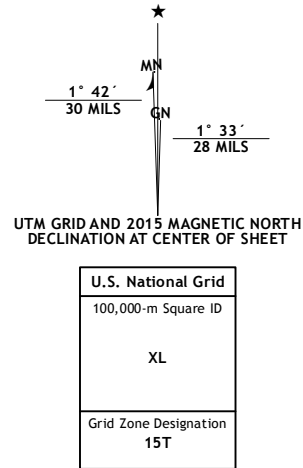 MN
1° 42´
30 MILS
GN
1° 33´
28 MILS
UTM GRID AND 2015 MAGNETIC NORTH
DECLINATION AT CENTER OF SHEET
U.S. National Grid
100,000-m Square ID
XL
Grid Zone Designation
15T